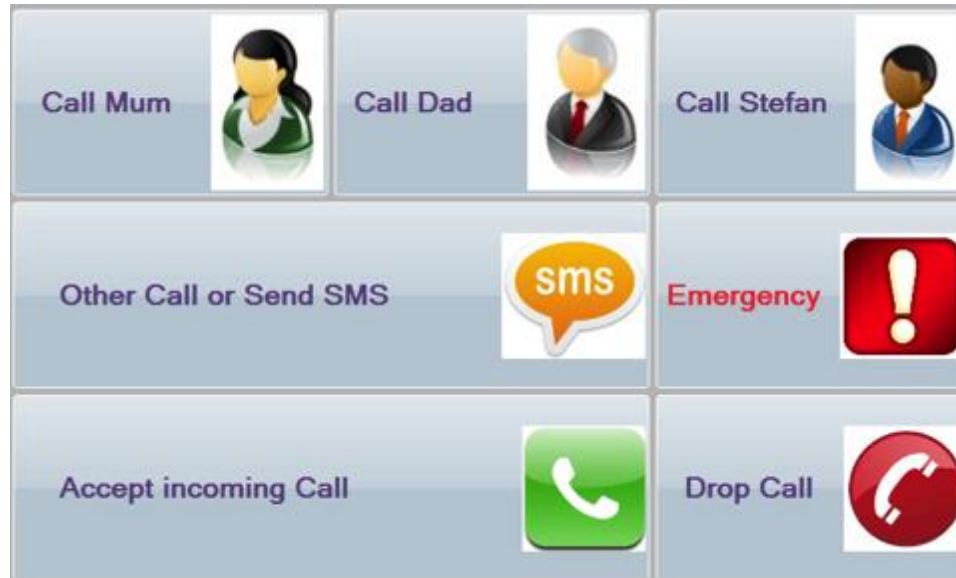 Call Mum
Call Dad
Call Stefan
Other Call or Send SMS
sms
Emergency
Accept incoming Call
Drop Call